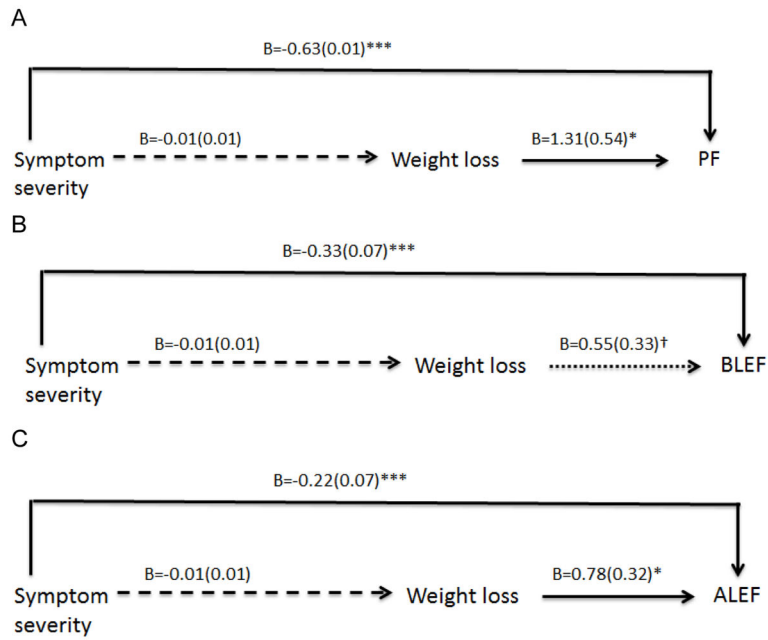 A
B=-0.63(0.01)***
B=-0.01(0.01)
B=1.31(0.54)*
Symptom severity
Weight loss
PF
B
B=-0.33(0.07)***
B=-0.01(0.01)
B=0.55(0.33)†
Symptom severity
Weight loss
BLEF
C
B=-0.22(0.07)***
B=-0.01(0.01)
B=0.78(0.32)*
Symptom severity
Weight loss
ALEF